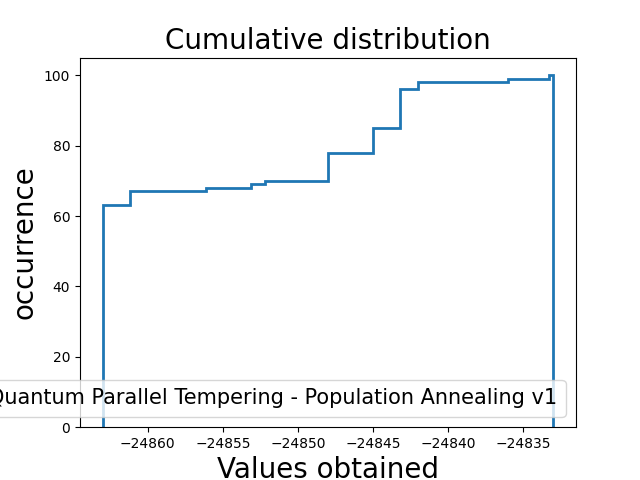 Cumulative distribution
occurrence
100
80
60
40
20
0
Quantum Parallel Tempering - Population Annealing v1
−24860 −24855 −24850 −24845 −24840 −24835
Values obtained